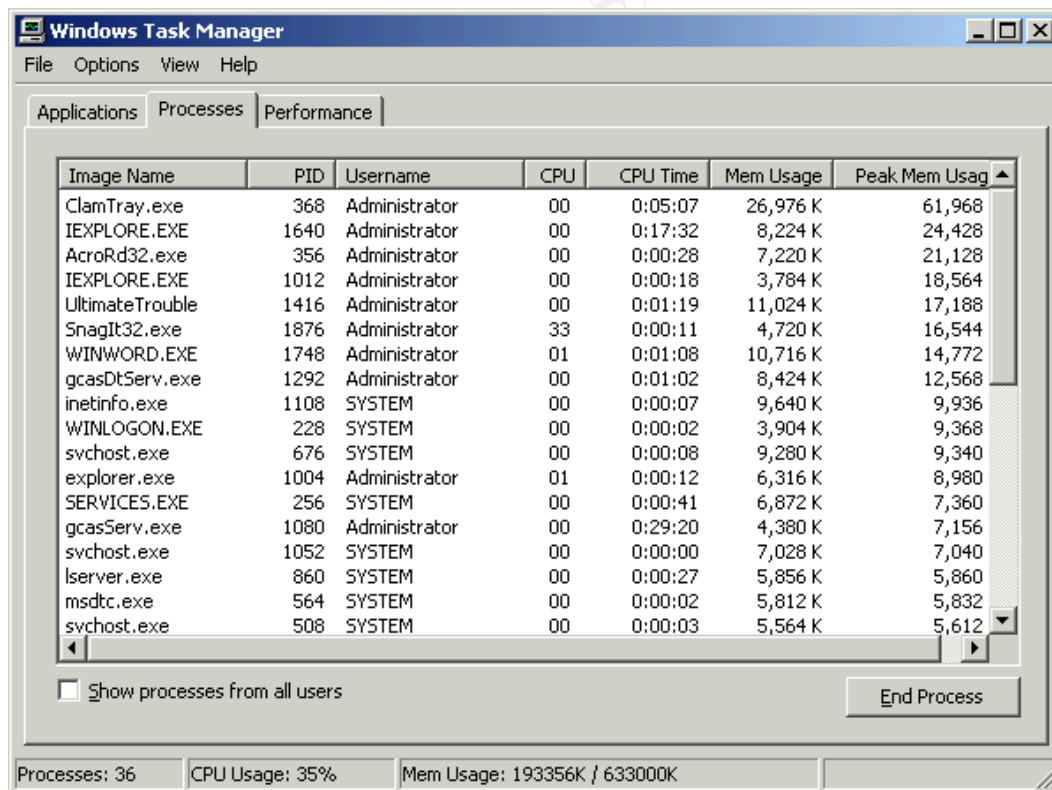 Windows Task Manager
File Options View Help
Applications Processes Performance
Image Name PID Username CPU CPU Time Mem Usage Peak Mem Usag
ClamTray.exe 368 Administrator 00 0:05:07 26,976 K 61,968
IEXPLORE.EXE 1640 Administrator 00 0:17:32 8,224 K 24,428
AcroRd32.exe 356 Administrator 00 0:00:28 7,220 K 21,128
IEXPLORE.EXE 1012 Administrator 00 0:00:18 3,784 K 18,564
UltimateTrouble 1416 Administrator 00 0:01:19 11,024 K 17,188
SnagIt32.exe 1876 Administrator 33 0:00:11 4,720 K 16,544
WINWORD.EXE 1748 Administrator 01 0:01:08 10,716 K 14,772
gcasDtServ.exe 1292 Administrator 00 0:01:02 8,424 K 12,568
inetinfo.exe 1108 SYSTEM 00 0:00:07 9,640 K 9,936
WINLOGON.EXE 228 SYSTEM 00 0:00:02 3,904 K 9,368
svchost.exe 676 SYSTEM 00 0:00:08 9,280 K 9,340
explorer.exe 1004 Administrator 01 0:00:12 6,316 K 8,980
SERVICES.EXE 256 SYSTEM 00 0:00:41 6,872 K 7,360
gcasServ.exe 1080 Administrator 00 0:29:20 4,380 K 7,156
svchost.exe 1052 SYSTEM 00 0:00:00 7,028 K 7,040
lserver.exe 860 SYSTEM 00 0:00:27 5,856 K 5,860
msdtc.exe 564 SYSTEM 00 0:00:02 5,812 K 5,832
svchost.exe 508 SYSTEM 00 0:00:03 5,564 K 5,612
Show processes from all users
End Process
Processes: 36 CPU Usage: 35% Mem Usage: 193356K / 633000K